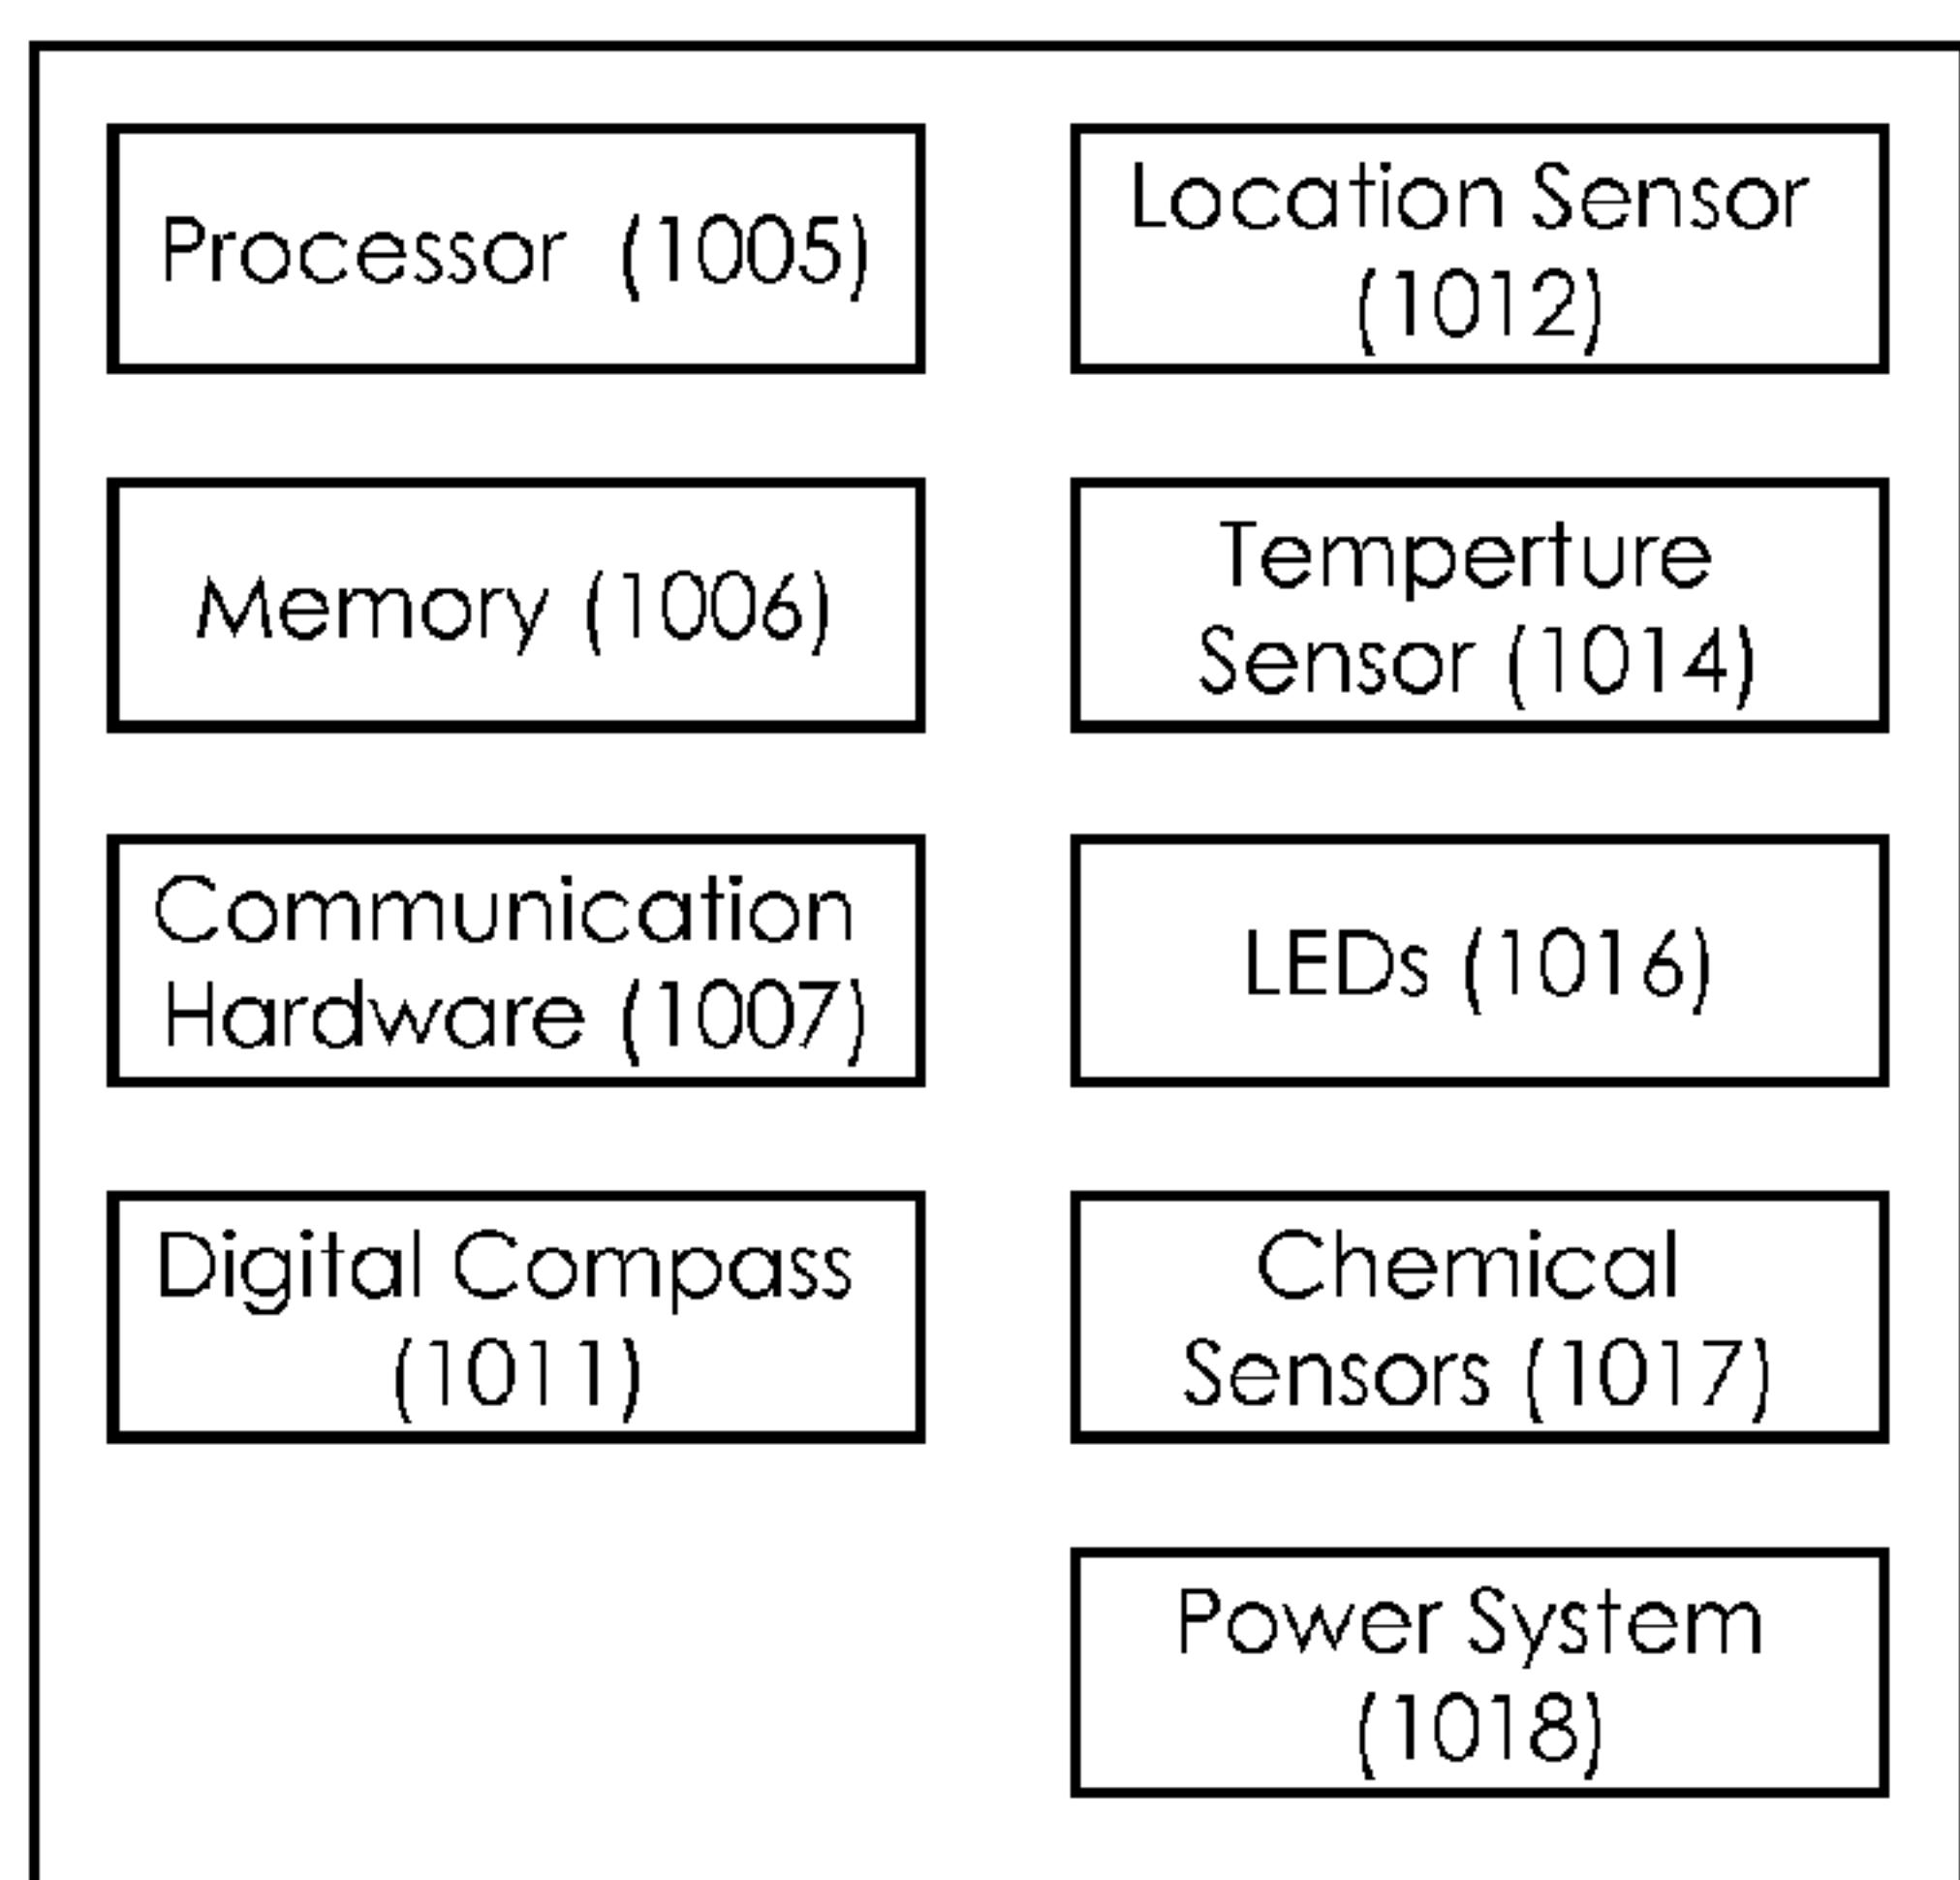 Processor (1005)
Location Sensor
(1012)
Memory (1006)
Temperture
Sensor (1014)
Communication
Hardware (1007)
LEDs (1016)
Digital Compass
(1011)
Chemical
Sensors (1017)
Power System
(1018)